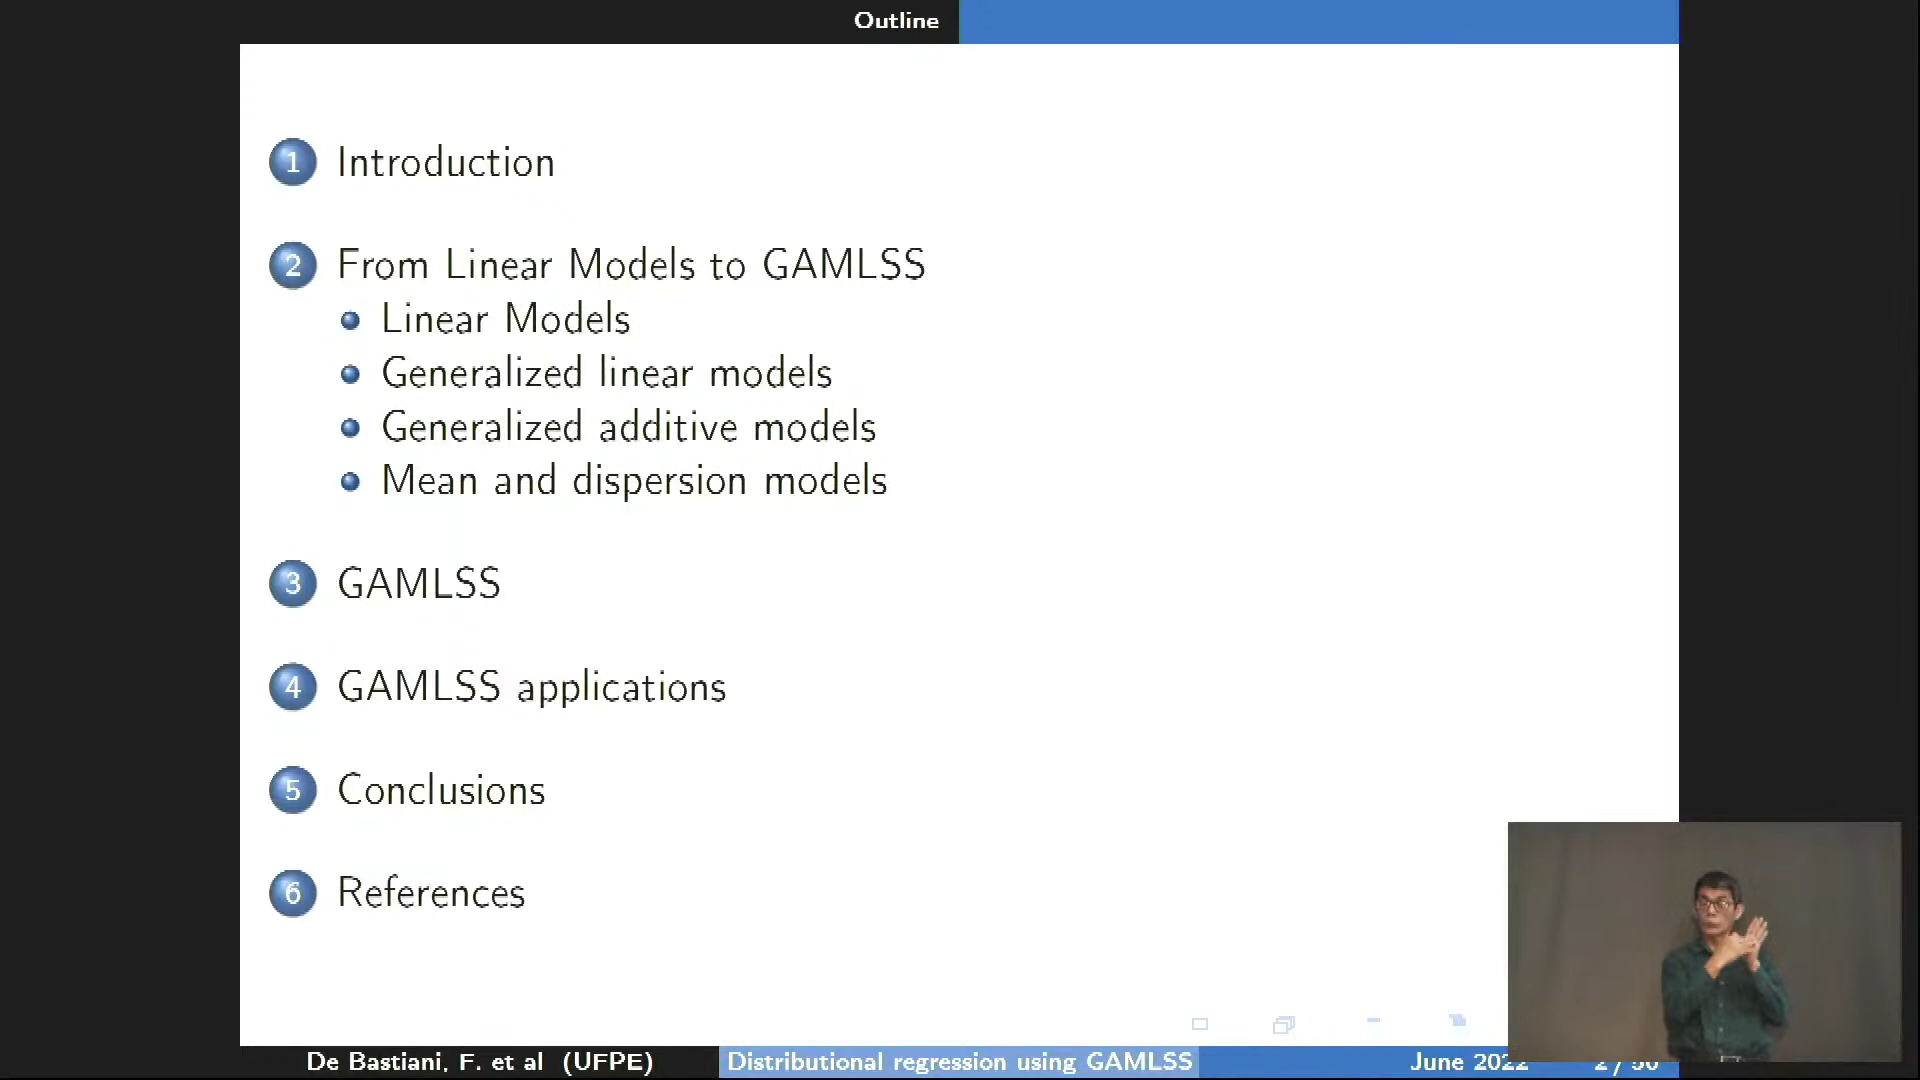 Outline
1 Introduction
2 From Linear Models to GAMLSS
Linear Models
Generalized linear models
Generalized additive models
Mean and dispersion models
3 GAMLSS
4 GAMLSS applications
5 Conclusions
6 References
De Bastiani, F. et al (UFPE) Distributional regression using GAMLSS June 2022